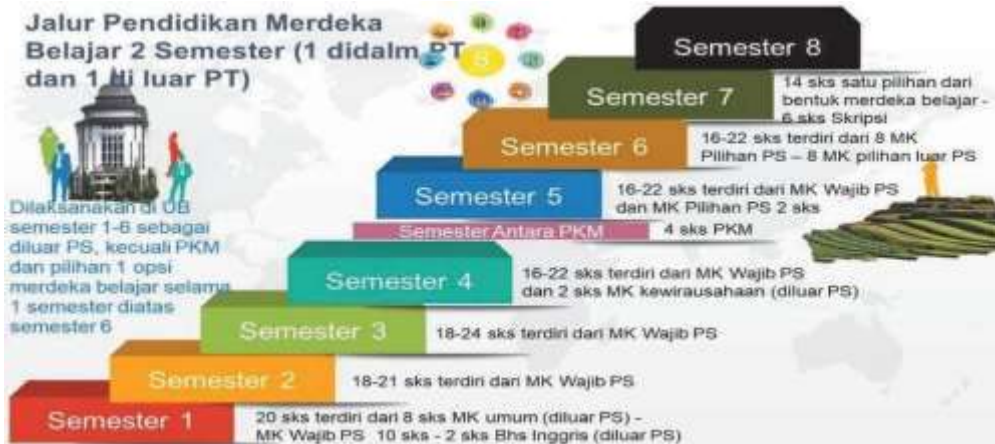 Jalur Pendidikan Merdeka
Belajar 2 Semester (1 didalm PT
dan 1 di luar PT)
Semester 8
Semester 7
14 sks satu pilihan dari
bentuk merdeka belajar -
6 sks Skripsi
Semester 6
16-22 sks terdiri dari 8 MK
Pilihan PS – 8 MK pilihan luar PS
Semester 5
16-22 sks terdiri dari MK Wajib PS
dan MK Pilihan PS 2 sks
Semester Antara PKM
4 sks PKM
Dilaksanakan di UB
semester 1-6 sebagai
diluar PS, kecuali PKM
dan pilihan 1 opsi
merdeka belajar selama
1 semester diatas
semester 6
Semester 4
16-22 sks terdiri dari MK Wajib PS
dan 2 sks MK kewirausahaan (diluar PS)
Semester 3
18-24 sks terdiri dari MK Wajib PS
Semester 2
18-21 sks terdiri dari MK Wajib PS
Semester 1
20 sks terdiri dari 8 sks MK umum (diluar PS) -
MK Wajib PS 10 sks - 2 sks Bhs Inggris (diluar PS)